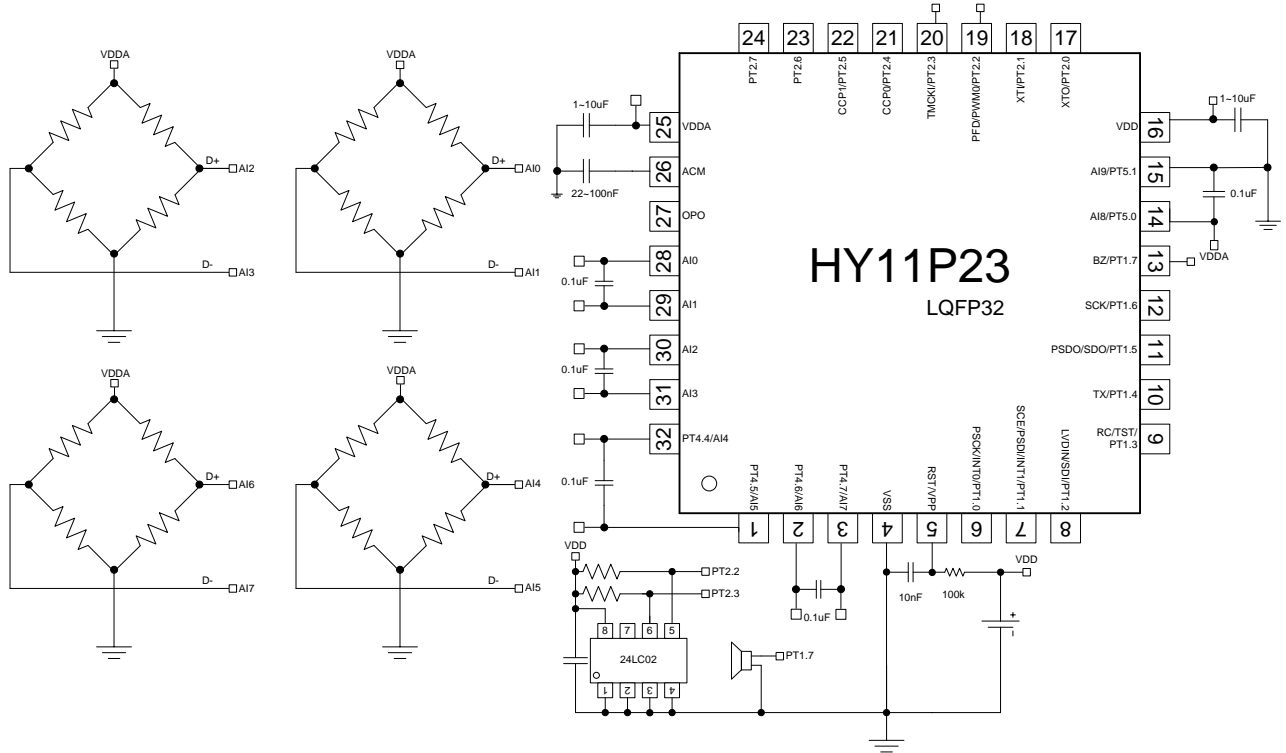 VDDA
D+
AI2
D-
AI3
VDDA
D+
AI0
D-
AI1
VDDA
D+
AI6
D-
AI7
VDDA
D+
AI4
D-
AI5
24
23
22
21
20
19
18
17
PT2.7
PT2.6
CCP1/PT2.5
CCP0/PT2.4
TMCKI/PT2.3
PFD/PWM0/PT2.2
XTI/PT2.1
XTO/PT2.0
1~10uF
25
VDDA
26
ACM
22~100nF
27
OPO
28
AI0
0.1uF
29
AI1
30
AI2
0.1uF
31
AI3
32
PT4.4/AI4
0.1uF
HY11P23
LQFP32
VDD
16
1~10uF
AI9/PT5.1
15
0.1uF
AI8/PT5.0
14
VDDA
BZ/PT1.7
13
SCK/PT1.6
12
PSDO/SDO/PT1.5
11
TX/PT1.4
10
RC/TST/
PT1.3
9
PT4.5/AI5
PT4.6/AI6
PT4.7/AI7
VSS
RST/VPP
PSCK/INT0/PT1.0
SCE/PSDI/INT1/PT1.1
LVDIN/SDI/PT1.2
1
2
3
4
5
6
7
8
VDD
PT2.2
PT2.3
8
7
6
5
24LC02
1
2
3
4
0.1uF
10nF
100k
VDD
+
-
PT1.7